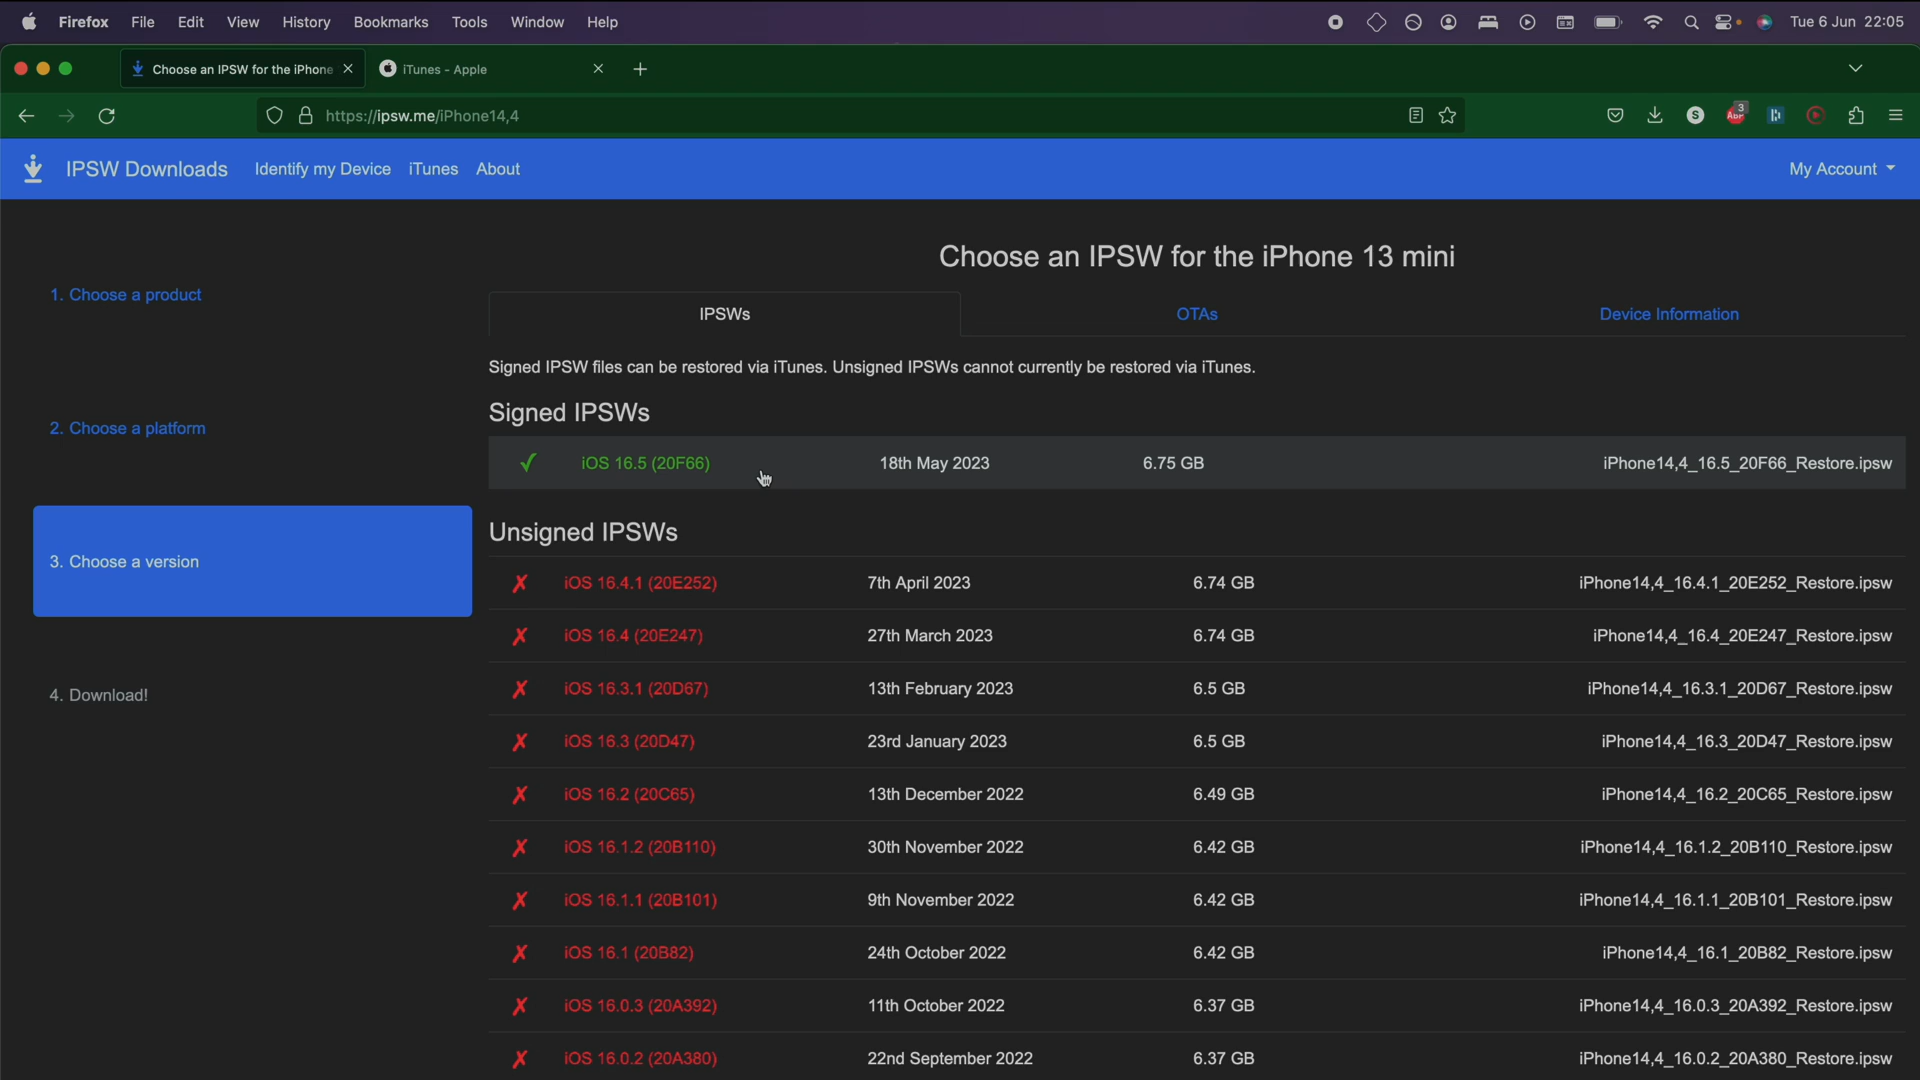 Firefox File Edit View History Bookmarks Tools Window Help Tue 6 Jun 22:05
Choose an IPSW for the iPhone iTunes - Apple
https://ipsw.me/iPhone14,4 S ABP 3
IPSW Downloads Identify my Device iTunes About My Account
Choose an IPSW for the iPhone 13 mini
1. Choose a product
2. Choose a platform
3. Choose a version
4. Download!
IPSWs OTAs Device Information
Signed IPSW files can be restored via iTunes. Unsigned IPSWs cannot currently be restored via iTunes.
Signed IPSWs
✓ iOS 16.5 (20F66) 18th May 2023 6.75 GB iPhone14,4_16.5_20F66_Restore.ipsw
Unsigned IPSWs
✗ iOS 16.4.1 (20E252) 7th April 2023 6.74 GB iPhone14,4_16.4.1_20E252_Restore.ipsw
✗ iOS 16.4 (20E247) 27th March 2023 6.74 GB iPhone14,4_16.4_20E247_Restore.ipsw
✗ iOS 16.3.1 (20D67) 13th February 2023 6.5 GB iPhone14,4_16.3.1_20D67_Restore.ipsw
✗ iOS 16.3 (20D47) 23rd January 2023 6.5 GB iPhone14,4_16.3_20D47_Restore.ipsw
✗ iOS 16.2 (20C65) 13th December 2022 6.49 GB iPhone14,4_16.2_20C65_Restore.ipsw
✗ iOS 16.1.2 (20B110) 30th November 2022 6.42 GB iPhone14,4_16.1.2_20B110_Restore.ipsw
✗ iOS 16.1.1 (20B101) 9th November 2022 6.42 GB iPhone14,4_16.1.1_20B101_Restore.ipsw
✗ iOS 16.1 (20B82) 24th October 2022 6.42 GB iPhone14,4_16.1_20B82_Restore.ipsw
✗ iOS 16.0.3 (20A392) 11th October 2022 6.37 GB iPhone14,4_16.0.3_20A392_Restore.ipsw
✗ iOS 16.0.2 (20A380) 22nd September 2022 6.37 GB iPhone14,4_16.0.2_20A380_Restore.ipsw